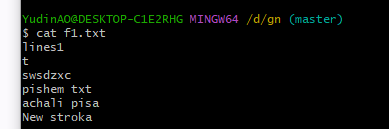 YudinAO@DESKTOP-C1E2RHG MINGW64 /d/gn (master)
$ cat f1.txt
lines1
t
swsdzxc
pishem txt
achali pisa
New stroka